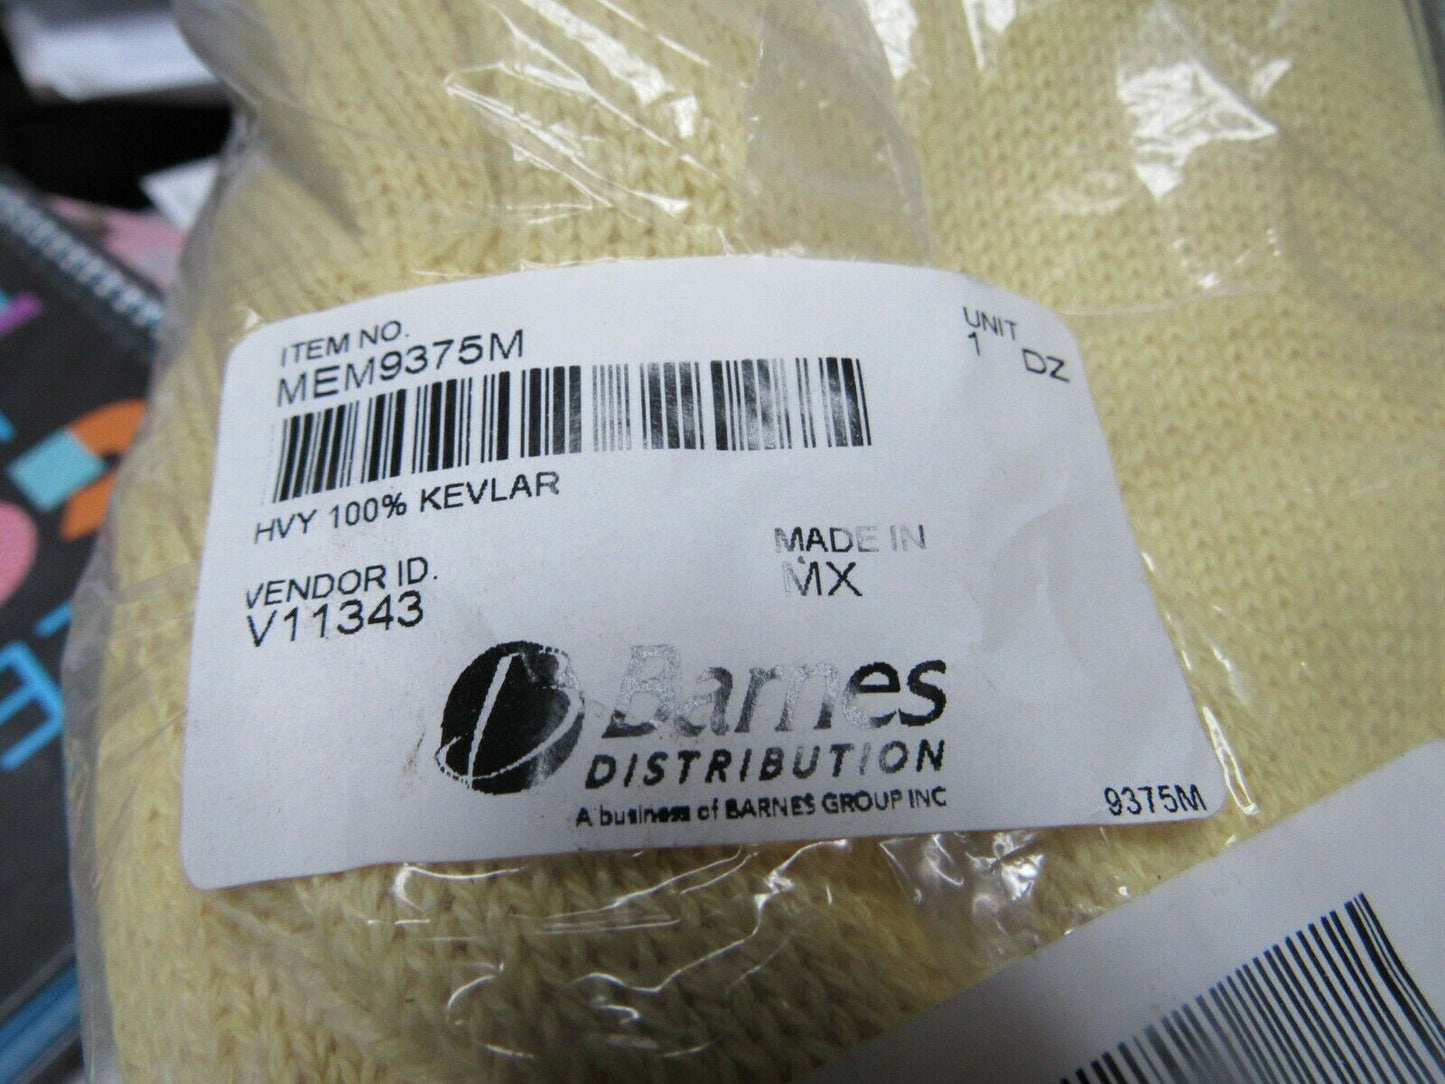 ITEM NO.
MEM9375M
UNIT
1 DZ
HVY 100% KEVLAR
VENDOR ID.
V11343
MADE IN
MX
Barnes
DISTRIBUTION
A business of BARNES GROUP INC
9375M